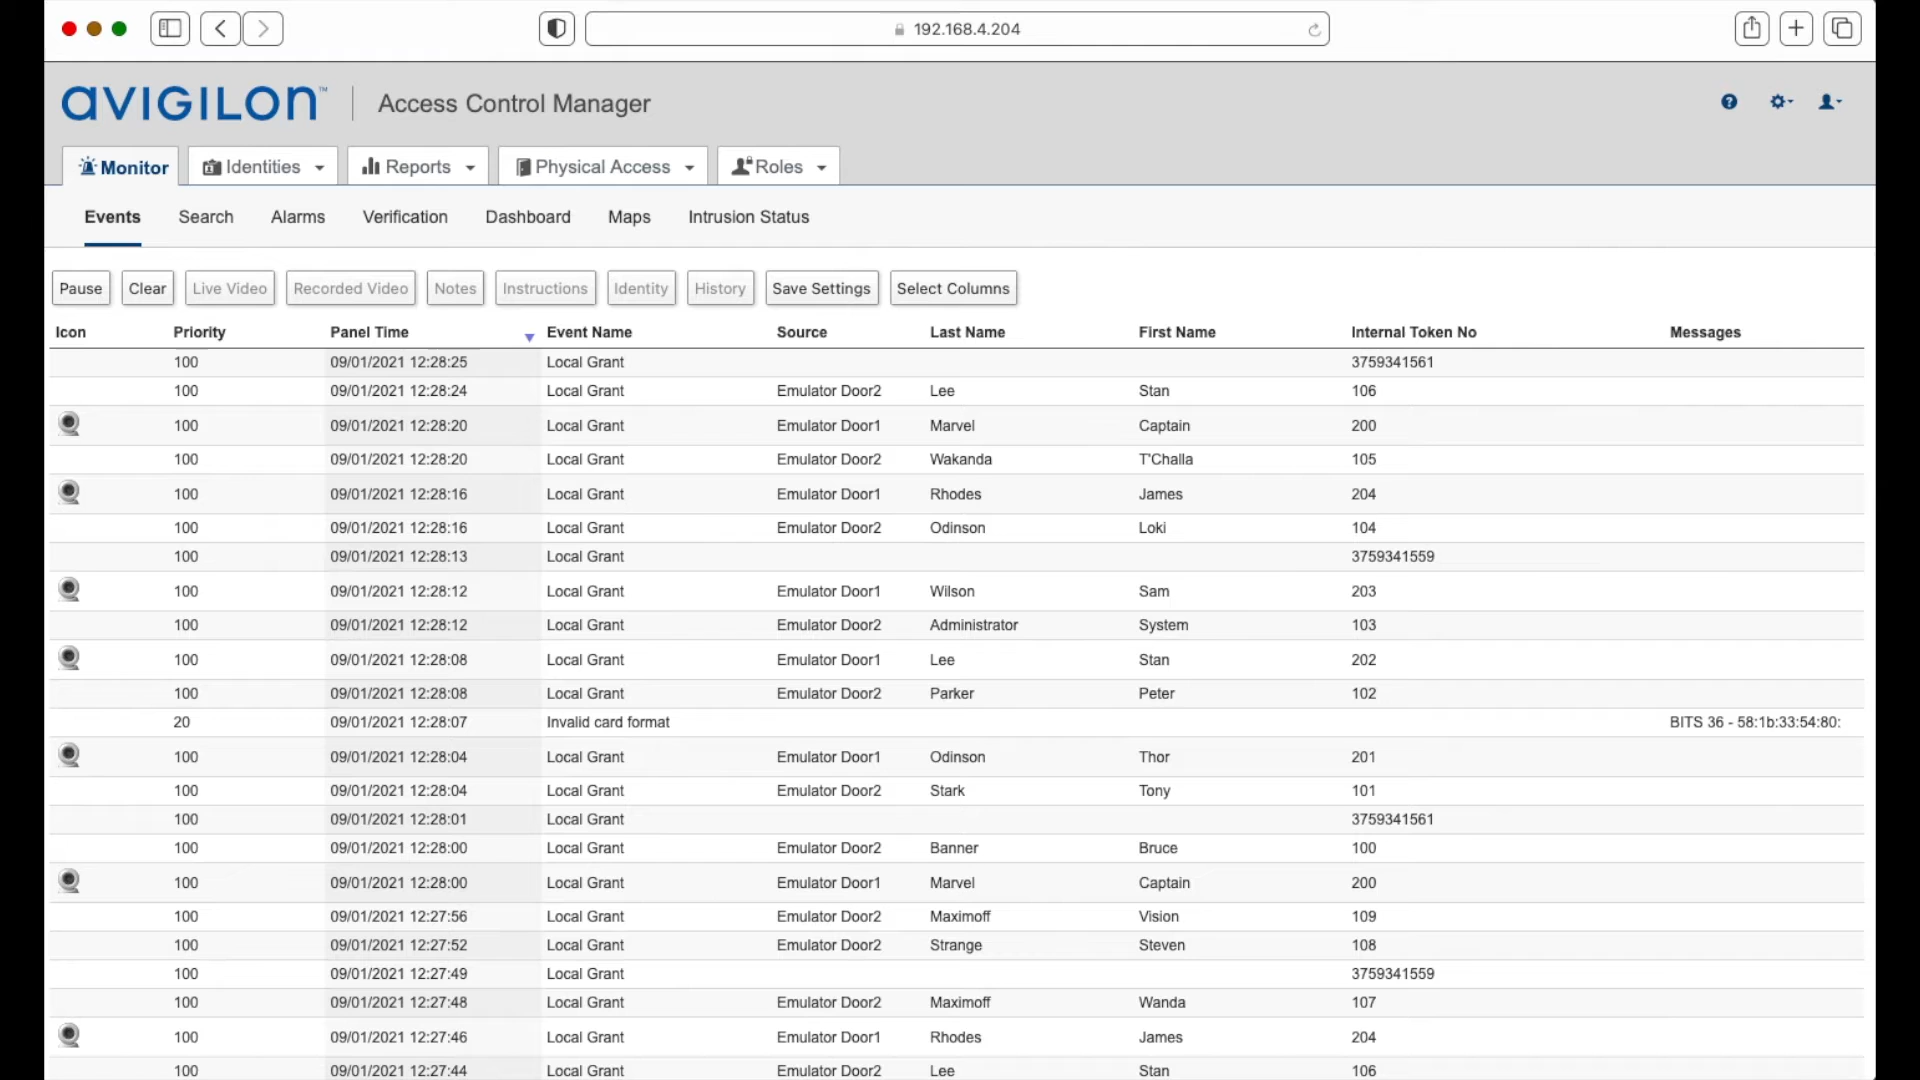 192.168.4.204
AVIGILON™ Access Control Manager
Monitor Identities Reports Physical Access Roles
Events Search Alarms Verification Dashboard Maps Intrusion Status
Pause Clear Live Video Recorded Video Notes Instructions Identity History Save Settings Select Columns
Icon Priority Panel Time Event Name Source Last Name First Name Internal Token No Messages
100 09/01/2021 12:28:25 Local Grant 3759341561
100 09/01/2021 12:28:24 Local Grant Emulator Door2 Lee Stan 106
100 09/01/2021 12:28:20 Local Grant Emulator Door1 Marvel Captain 200
100 09/01/2021 12:28:20 Local Grant Emulator Door2 Wakanda T'Challa 105
100 09/01/2021 12:28:16 Local Grant Emulator Door1 Rhodes James 204
100 09/01/2021 12:28:16 Local Grant Emulator Door2 Odinson Loki 104
100 09/01/2021 12:28:13 Local Grant 3759341559
100 09/01/2021 12:28:12 Local Grant Emulator Door1 Wilson Sam 203
100 09/01/2021 12:28:12 Local Grant Emulator Door2 Administrator System 103
100 09/01/2021 12:28:08 Local Grant Emulator Door1 Lee Stan 202
100 09/01/2021 12:28:08 Local Grant Emulator Door2 Parker Peter 102
20 09/01/2021 12:28:07 Invalid card format BITS 36 - 58:1b:33:54:80:
100 09/01/2021 12:28:04 Local Grant Emulator Door1 Odinson Thor 201
100 09/01/2021 12:28:04 Local Grant Emulator Door2 Stark Tony 101
100 09/01/2021 12:28:01 Local Grant 3759341561
100 09/01/2021 12:28:00 Local Grant Emulator Door2 Banner Bruce 100
100 09/01/2021 12:28:00 Local Grant Emulator Door1 Marvel Captain 200
100 09/01/2021 12:27:56 Local Grant Emulator Door2 Maximoff Vision 109
100 09/01/2021 12:27:52 Local Grant Emulator Door2 Strange Steven 108
100 09/01/2021 12:27:49 Local Grant 3759341559
100 09/01/2021 12:27:48 Local Grant Emulator Door2 Maximoff Wanda 107
100 09/01/2021 12:27:46 Local Grant Emulator Door1 Rhodes James 204
100 09/01/2021 12:27:44 Local Grant Emulator Door2 Lee Stan 106